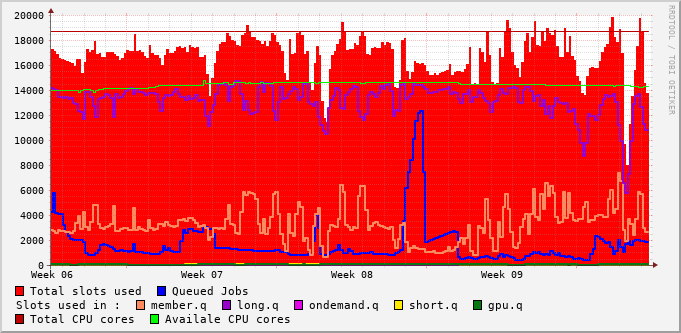 20000
18000
16000
14000
12000
10000
8000
6000
4000
2000
0
Week 06 Week 07 Week 08 Week 09
Total slots used Queued Jobs
Slots used in : member.q long.q ondemand.q short.q gpu.q
Total CPU cores Availale CPU cores
RRDTOOL / TOBI OETIKER